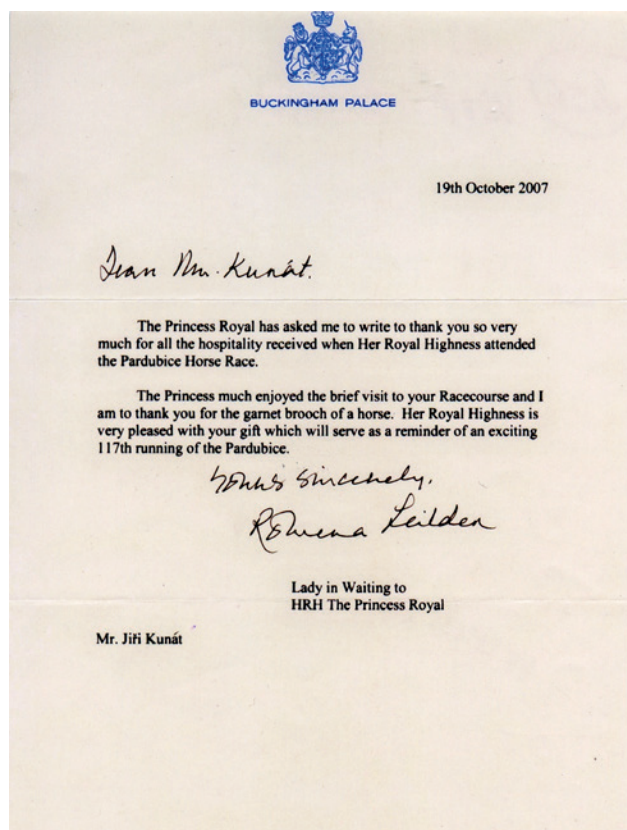 BUCKINGHAM PALACE
19th October 2007
Dear Mr. Kunát.
The Princess Royal has asked me to write to thank you so very
much for all the hospitality received when Her Royal Highness attended
the Pardubice Horse Race.
The Princess much enjoyed the brief visit to your Racecourse and I
am to thank you for the garnet brooch of a horse. Her Royal Highness is
very pleased with your gift which will serve as a reminder of an exciting
117th running of the Pardubice.
Yours sincerely,
Rowena Feilden
Lady in Waiting to
HRH The Princess Royal
Mr. Jiří Kunát